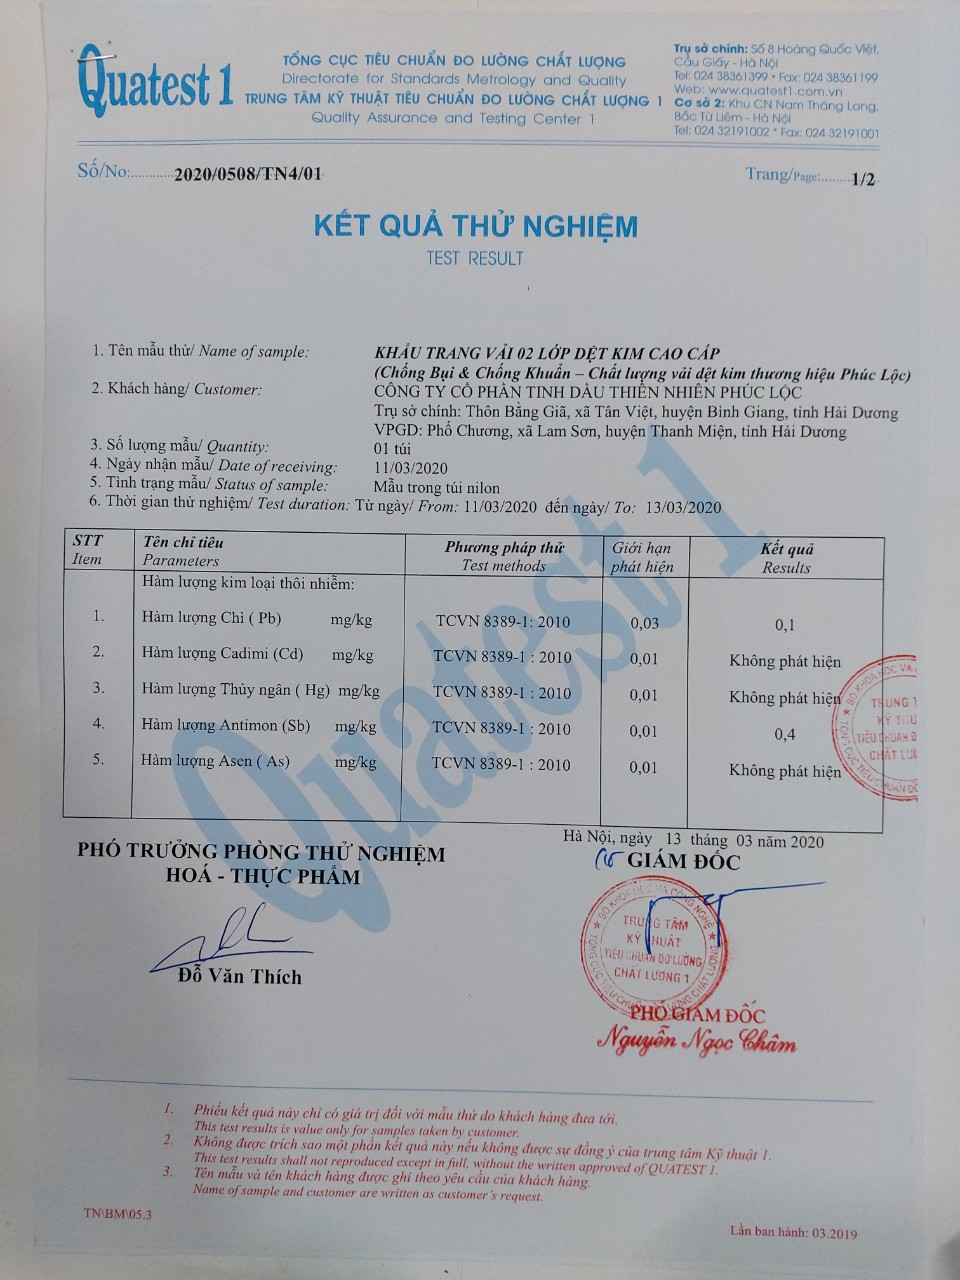 Quatest 1
TỔNG CỤC TIÊU CHUẨN ĐO LƯỜNG CHẤT LƯỢNG
Directorate for Standards Metrology and Quality
TRUNG TÂM KỸ THUẬT TIÊU CHUẨN ĐO LƯỜNG CHẤT LƯỢNG 1
Quality Assurance and Testing Center 1
Trụ sở chính: Số 8 Hoàng Quốc Việt,
Cầu Giấy - Hà Nội
Tel: 024 38361399 * Fax: 024 38361199
Web: www.quatest1.com.vn
Cơ sở 2: Khu CN Nam Thăng Long,
Bắc Từ Liêm - Hà Nội
Tel: 024 32191002 * Fax: 024 32191001
Số/No:...........2020/0508/TN4/01
Trang/Page:........1/2
KẾT QUẢ THỬ NGHIỆM
TEST RESULT
1. Tên mẫu thử/ Name of sample: KHẨU TRANG VẢI 02 LỚP DỆT KIM CAO CẤP
(Chống Bụi & Chống Khuẩn – Chất lượng vải dệt kim thương hiệu Phúc Lộc)
2. Khách hàng/ Customer: CÔNG TY CỔ PHẦN TINH DẦU THIÊN NHIÊN PHÚC LỘC
Trụ sở chính: Thôn Bằng Giã, xã Tân Việt, huyện Bình Giang, tỉnh Hải Dương
VPGD: Phố Chương, xã Lam Sơn, huyện Thanh Miện, tỉnh Hải Dương
3. Số lượng mẫu/ Quantity: 01 túi
4. Ngày nhận mẫu/ Date of receiving: 11/03/2020
5. Tình trạng mẫu/ Status of sample: Mẫu trong túi nilon
6. Thời gian thử nghiệm/ Test duration: Từ ngày/ From: 11/03/2020 đến ngày/ To: 13/03/2020
STT Tên chỉ tiêu Phương pháp thử Giới hạn Kết quả
Item Parameters Test methods phát hiện Results
Hàm lượng kim loại thôi nhiễm:
1. Hàm lượng Chì ( Pb) mg/kg TCVN 8389-1: 2010 0,03 0,1
2. Hàm lượng Cadimi (Cd) mg/kg TCVN 8389-1 : 2010 0,01 Không phát hiện
3. Hàm lượng Thủy ngân ( Hg) mg/kg TCVN 8389-1 : 2010 0,01 Không phát hiện
4. Hàm lượng Antimon (Sb) mg/kg TCVN 8389-1 : 2010 0,01 0,4
5. Hàm lượng Asen ( As) mg/kg TCVN 8389-1 : 2010 0,01 Không phát hiện
Quatest 1
TRUNG T
KỸ THU
TIÊU CHUẨN Đ
CHẤT LƯ
Hà Nội, ngày 13 tháng 03 năm 2020
PHÓ TRƯỞNG PHÒNG THỬ NGHIỆM
HOÁ - THỰC PHẨM
GIÁM ĐỐC
BỘ KHOA HỌC VÀ CÔNG NGHỆ
TỔNG CỤC TIÊU CHUẨN ĐO LƯỜNG CHẤT LƯỢNG
TRUNG TÂM
KỸ THUẬT
TIÊU CHUẨN ĐO LƯỜNG
CHẤT LƯỢNG 1
Đỗ Văn Thích
PHÓ GIÁM ĐỐC
Nguyễn Ngọc Châm
1. Phiếu kết quả này chỉ có giá trị đối với mẫu thử do khách hàng đưa tới.
This test results is value only for samples taken by customer.
2. Không được trích sao một phần kết quả này nếu không được sự đồng ý của trung tâm Kỹ thuật 1.
This test results shall not reproduced except in full, without the written approved of QUATEST 1.
3. Tên mẫu và tên khách hàng được ghi theo yêu cầu của khách hàng.
Name of sample and customer are written as customer's request.
TN\BM\05.3
Lần ban hành: 03.2019